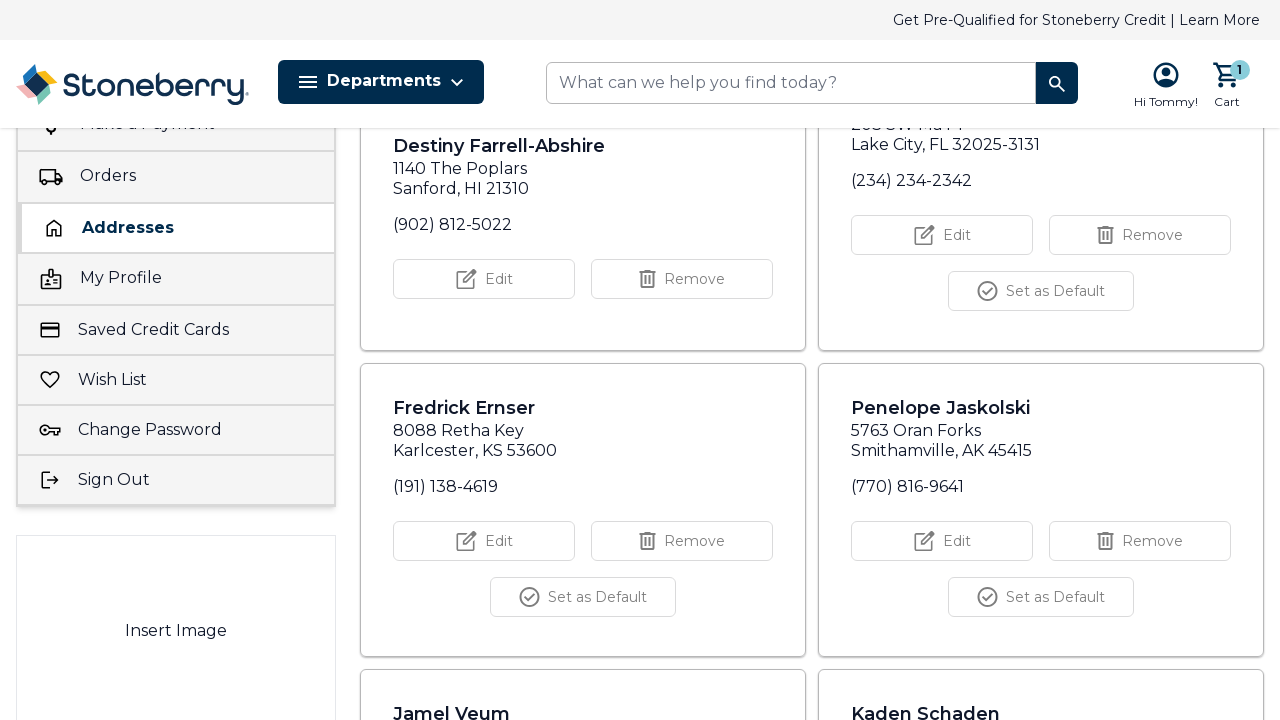 Get Pre-Qualified for Stoneberry Credit | Learn More
Stoneberry
Departments
What can we help you find today?
Hi Tommy!
1
Cart
Orders
Addresses
My Profile
Saved Credit Cards
Wish List
Change Password
Sign Out
Insert Image
Destiny Farrell-Abshire
1140 The Poplars
Sanford, HI 21310
(902) 812-5022
Edit
Remove
Lake City, FL 32025-3131
(234) 234-2342
Edit
Remove
Set as Default
Fredrick Ernser
8088 Retha Key
Karlcester, KS 53600
(191) 138-4619
Edit
Remove
Set as Default
Penelope Jaskolski
5763 Oran Forks
Smithamville, AK 45415
(770) 816-9641
Edit
Remove
Set as Default
Jamel Veum
Kaden Schaden